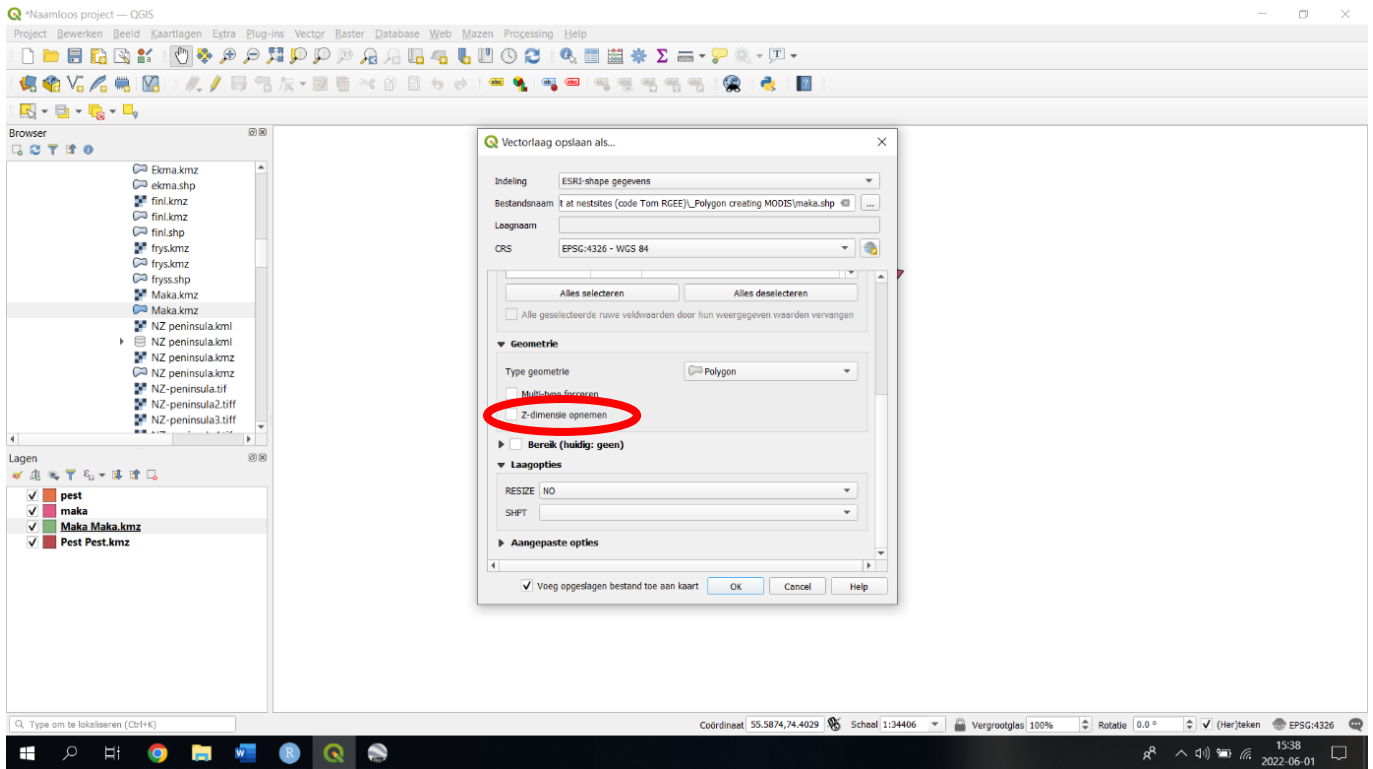 *Naamloos project — QGIS
Project Bewerken Beeld Kaartlagen Extra Plug-ins Vector Raster Database Web Mazen Processing Help
Browser
Ekma.kmz
ekma.shp
finl.kmz
finl.kmz
finl.shp
frys.kmz
frys.kmz
fryss.shp
Maka.kmz
Maka.kmz
NZ peninsula.kml
NZ peninsula.kml
NZ peninsula.kmz
NZ peninsula.kmz
NZ-peninsula.tif
NZ-peninsula2.tiff
NZ-peninsula3.tiff
Lagen
pest
maka
Maka Maka.kmz
Pest Pest.kmz
Vectorlaag opslaan als...
Indeling ESRI-shape gegevens
Bestandsnaam t at nestsites (code Tom RGEE)\_Polygon creating MODIS\maka.shp ...
Laagnaam
CRS EPSG:4326 - WGS 84
Alles selecteren Alles deselecteren
Alle geselecteerde ruwe veldwaarden door hun weergegeven waarden vervangen
Geometrie
Type geometrie Polygon
Multi-type forceren
Z-dimensie opnemen
Bereik (huidig: geen)
Laagopties
RESIZE NO
SHPT
Aangepaste opties
Voeg opgeslagen bestand toe aan kaart OK Cancel Help
Type om te lokaliseren (Ctrl+K) Coördinaat 55.5874,74.4029 Schaal 1:34406 Vergrootglas 100% Rotatie 0.0 ° (Her)teken EPSG:4326
15:38
2022-06-01